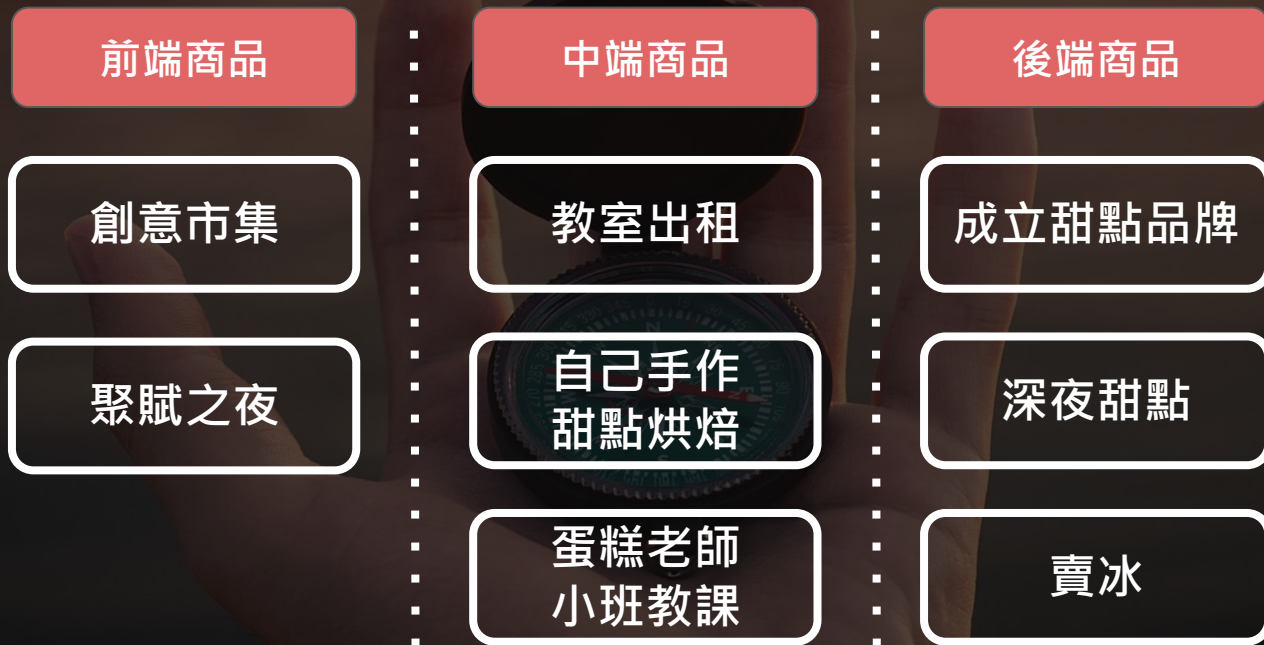 前端商品
中端商品
後端商品
創意市集
教室出租
成立甜點品牌
聚賦之夜
自己手作
甜點烘焙
深夜甜點
蛋糕老師
小班教課
賣冰